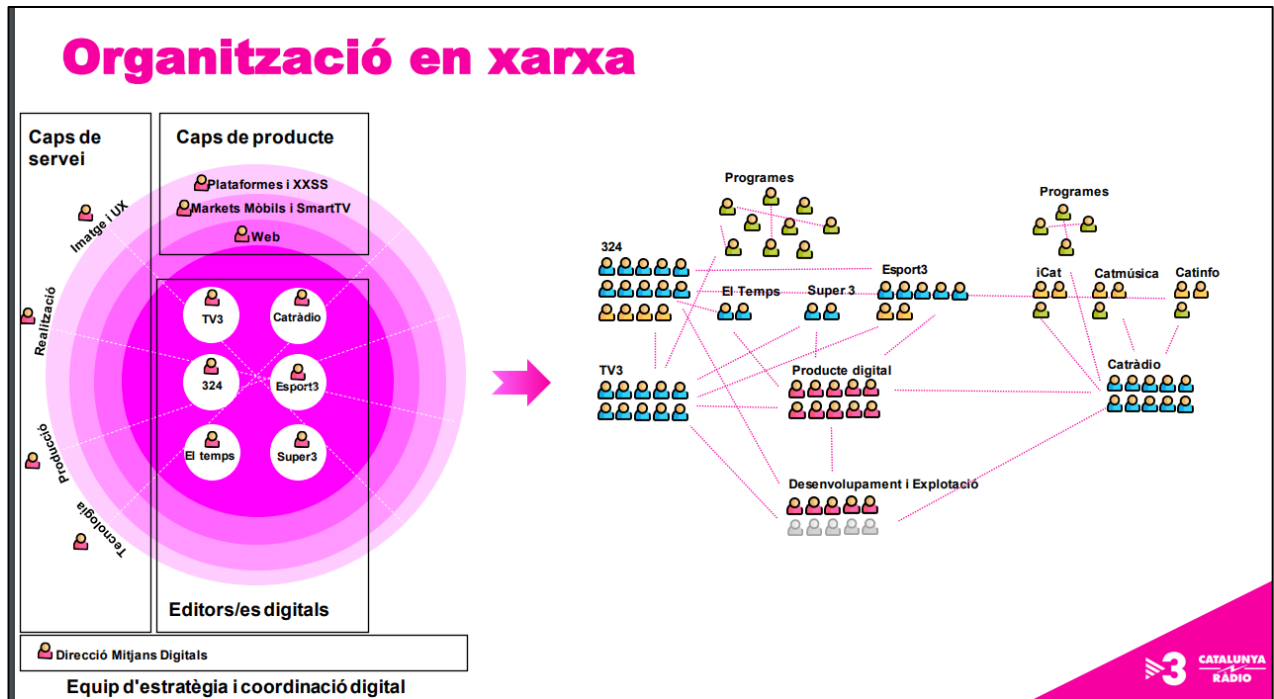 Organització en xarxa
Caps de
servei
Caps de producte
Plataformes i XXSS
Markets Mòbils i SmartTV
Web
Imatge i UX
Realització
Producció
Tecnologia
TV3
Catràdio
324
Esport3
El temps
Super3
Editors/es digitals
Direcció Mitjans Digitals
Equip d'estratègia i coordinació digital
Programes
324
El Temps
Super 3
Esport3
Programes
iCat
Catmúsica
Catinfo
TV3
Producte digital
Catràdio
Desenvolupament i Explotació
3
CATALUNYA
RÀDIO